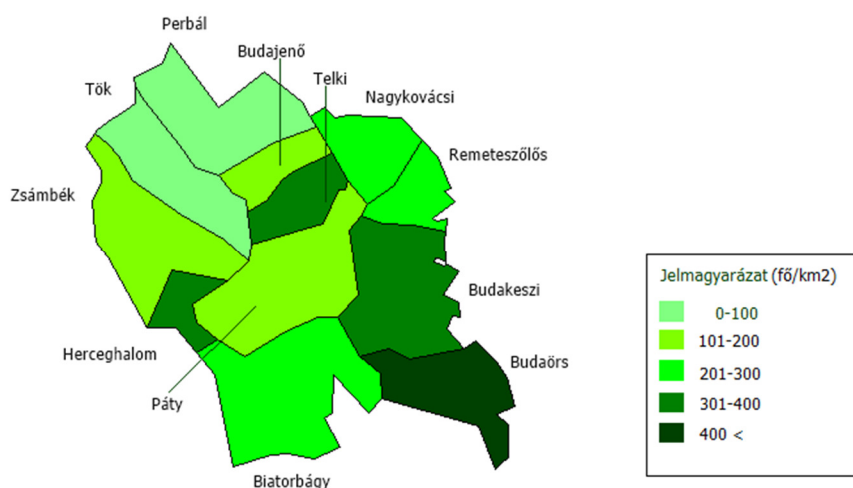 Perbál
Budajenő
Telki
Tök
Nagykovácsi
Remeteszőlős
Zsámbék
Budakeszi
Herceghalom
Budaörs
Páty
Biatorbágy
Jelmagyarázat (fő/km2)
0-100
101-200
201-300
301-400
400 <